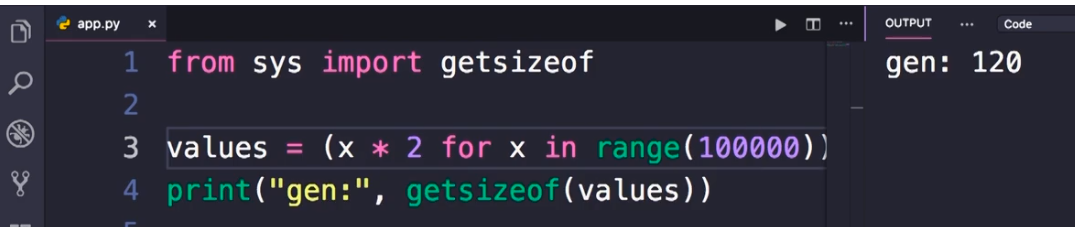 app.py ×
OUTPUT ... Code
1 from sys import getsizeof
2
3 values = (x * 2 for x in range(100000))
4 print("gen:", getsizeof(values))
5
gen: 120